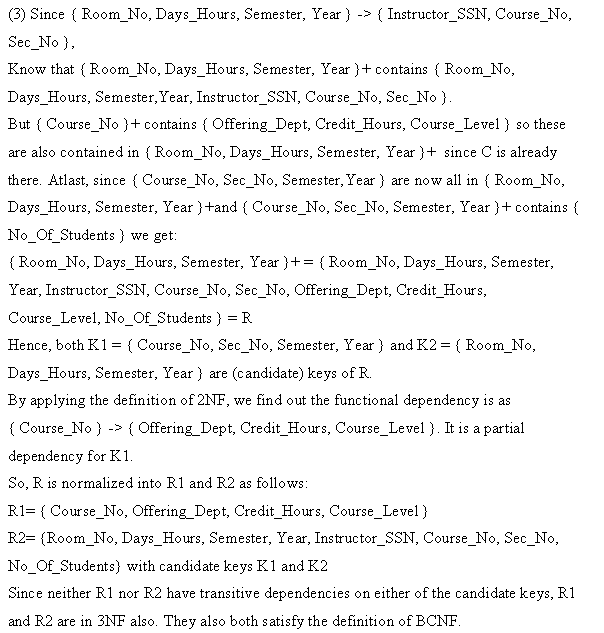 (3) Since { Room_No, Days_Hours, Semester, Year } -> { Instructor_SSN, Course_No,
Sec_No },
Know that { Room_No, Days_Hours, Semester, Year }+ contains { Room_No,
Days_Hours, Semester,Year, Instructor_SSN, Course_No, Sec_No }.
But { Course_No }+ contains { Offering_Dept, Credit_Hours, Course_Level } so these
are also contained in { Room_No, Days_Hours, Semester, Year }+ since C is already
there. Atlast, since { Course_No, Sec_No, Semester,Year } are now all in { Room_No,
Days_Hours, Semester, Year }+and { Course_No, Sec_No, Semester, Year }+ contains {
No_Of_Students } we get:
{ Room_No, Days_Hours, Semester, Year }+ = { Room_No, Days_Hours, Semester,
Year, Instructor_SSN, Course_No, Sec_No, Offering_Dept, Credit_Hours,
Course_Level, No_Of_Students } = R
Hence, both K1 = { Course_No, Sec_No, Semester, Year } and K2 = { Room_No,
Days_Hours, Semester, Year } are (candidate) keys of R.
By applying the definition of 2NF, we find out the functional dependency is as
{ Course_No } -> { Offering_Dept, Credit_Hours, Course_Level }. It is a partial
dependency for K1.
So, R is normalized into R1 and R2 as follows:
R1= { Course_No, Offering_Dept, Credit_Hours, Course_Level }
R2= {Room_No, Days_Hours, Semester, Year, Instructor_SSN, Course_No, Sec_No,
No_Of_Students} with candidate keys K1 and K2
Since neither R1 nor R2 have transitive dependencies on either of the candidate keys, R1
and R2 are in 3NF also. They also both satisfy the definition of BCNF.